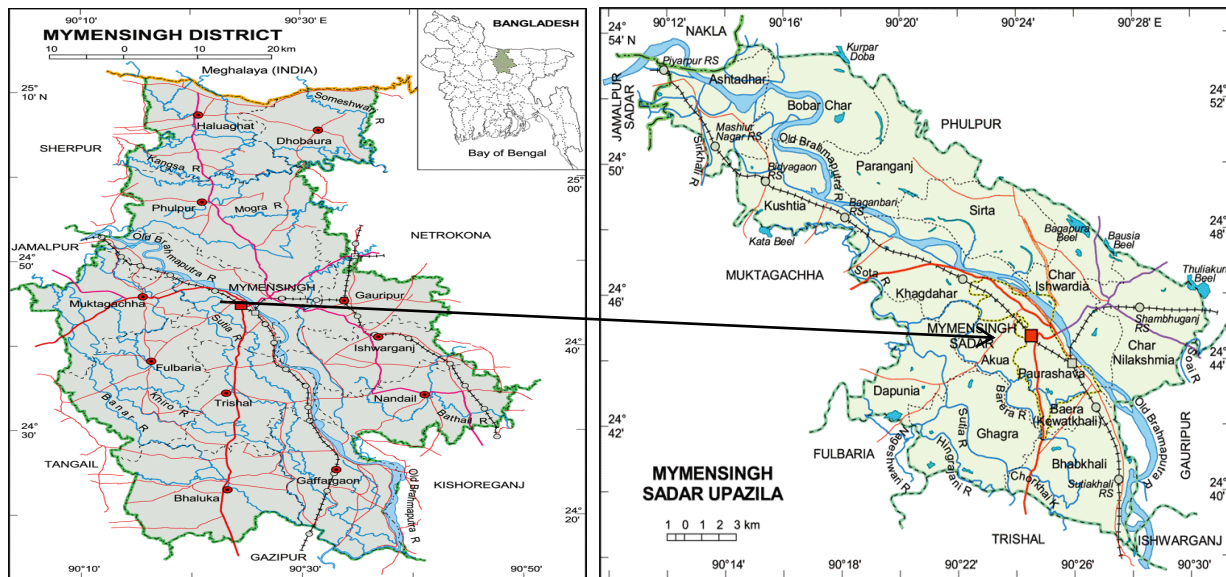 90°10'
90°30' E
MYMENSINGH DISTRICT
10 0 10 20 km
Meghalaya (INDIA)
BANGLADESH
Bay of Bengal
25°
10' N
25°
00'
Someshwari R
Haluaghat
Dhobaura
SHERPUR
Kangsa R
Phulpur
Mogra R
NETROKONA
JAMALPUR
24°
50'
Old Brahmaputra R
MYMENSINGH
Muktagachha
Gauripur
Sutia R
Ishwarganj
24°
40'
Fulbaria
Khiro R
Banar R
Trishal
Nandail
Bathail R
24°
30'
TANGAIL
Bhaluka
Gaffargaon
KISHOREGANJ
Old Brahmaputra R
24°
20'
GAZIPUR
90°10'
90°30'
90°50'
90°12'
90°16'
90°20'
90°24'
90°28' E
24°
54' N
NAKLA
Piyarpur RS
Kurpar
Doba
Ashtadhar
24°
52'
JAMALPUR
SADAR
Bobar Char
PHULPUR
Mashiur
Nagar RS
Sirkhali R
Old Brahmaputra R
24°
50'
Bidyagaon
RS
Paranganj
Kushtia
Baganbari
RS
Sirta
24°
48'
Kata Beel
Bagapura
Beel
Bausia
Beel
MUKTAGACHHA
Sota R
Char
Ishwardia
Thuliakuri
Beel
24°
46'
Khagdahar
Shambhuganj
RS
MYMENSINGH
SADAR
Char
Nilakshmia
24°
44'
Soai R
Akua
Paurashava
Dapunia
Barera R
Baera
(Kewatkhali)
Old Brahmaputra R
24°
42'
Sutia R
Ghagra
FULBARIA
Nageshwari R
Hingrajani R
Bhabkhali
GAURIPUR
MYMENSINGH
SADAR UPAZILA
Chorkhai K
Sutiakhali
RS
24°
40'
1 0 1 2 3 km
TRISHAL
ISHWARGANJ
90°14'
90°18'
90°22'
90°26'
90°30'